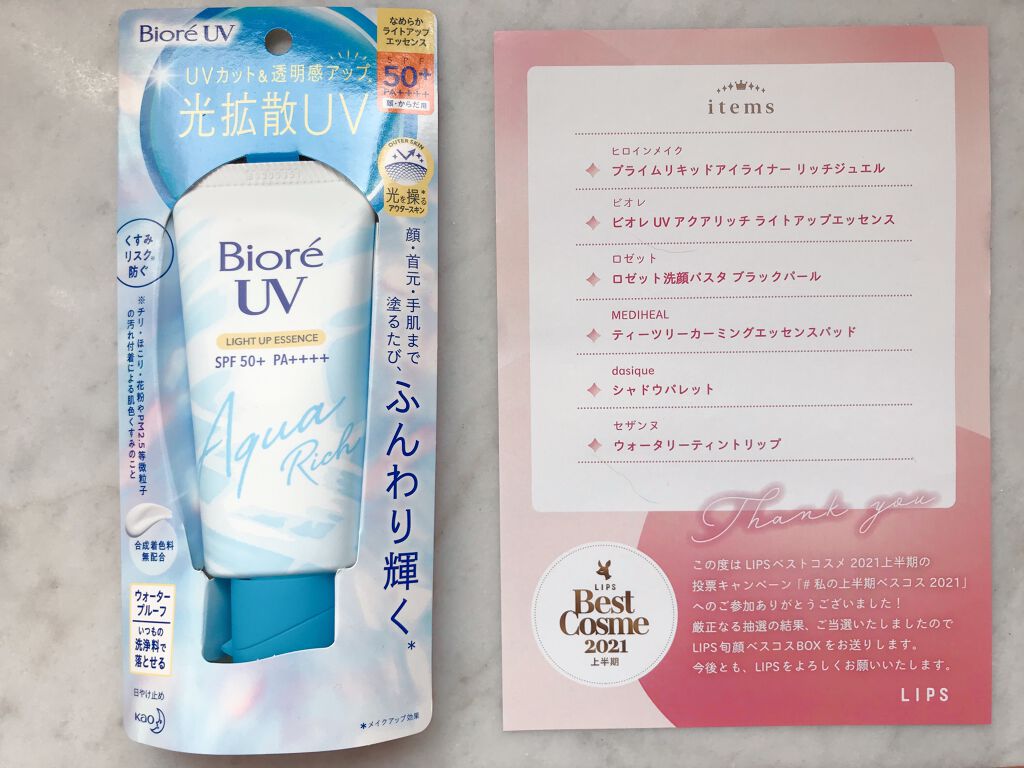 Bioré UV
なめらか
ライトアップ
エッセンス
SPF
50+
PA++++
顔・からだ用
UVカット&透明感アップ*
光拡散UV
OUTER SKIN
光を操る*
アウタースキン
くすみ
リスク※
防ぐ
※チリ・ほこり・花粉やPM2.5等微粒子
の汚れ付着による肌色くすみのこと
Bioré
UV
LIGHT UP ESSENCE
SPF 50+ PA++++
Aqua
Rich
顔・首元・手肌まで
塗るたび、ふんわり輝く*
合成着色料
無配合
ウォーター
プルーフ
いつもの
洗浄料で
落とせる
日やけ止め
Kao
*メイクアップ効果
items
ヒロインメイク
プライムリキッドアイライナー リッチジュエル
ビオレ
ビオレ UV アクアリッチ ライトアップエッセンス
ロゼット
ロゼット洗顔パスタ ブラックパール
MEDIHEAL
ティーツリーカーミングエッセンスパッド
dasique
シャドウパレット
セザンヌ
ウォータリーティントリップ
Thank you
LIPS
Best
Cosme
2021
上半期
この度は LIPSベストコスメ 2021上半期の
投票キャンペーン「# 私の上半期ベスコス 2021」
へのご参加ありがとうございました!
厳正なる抽選の結果、ご当選いたしましたので
LIPS旬顔ベスコスBOX をお送りします。
今後とも、LIPSをよろしくお願いいたします。
LIPS